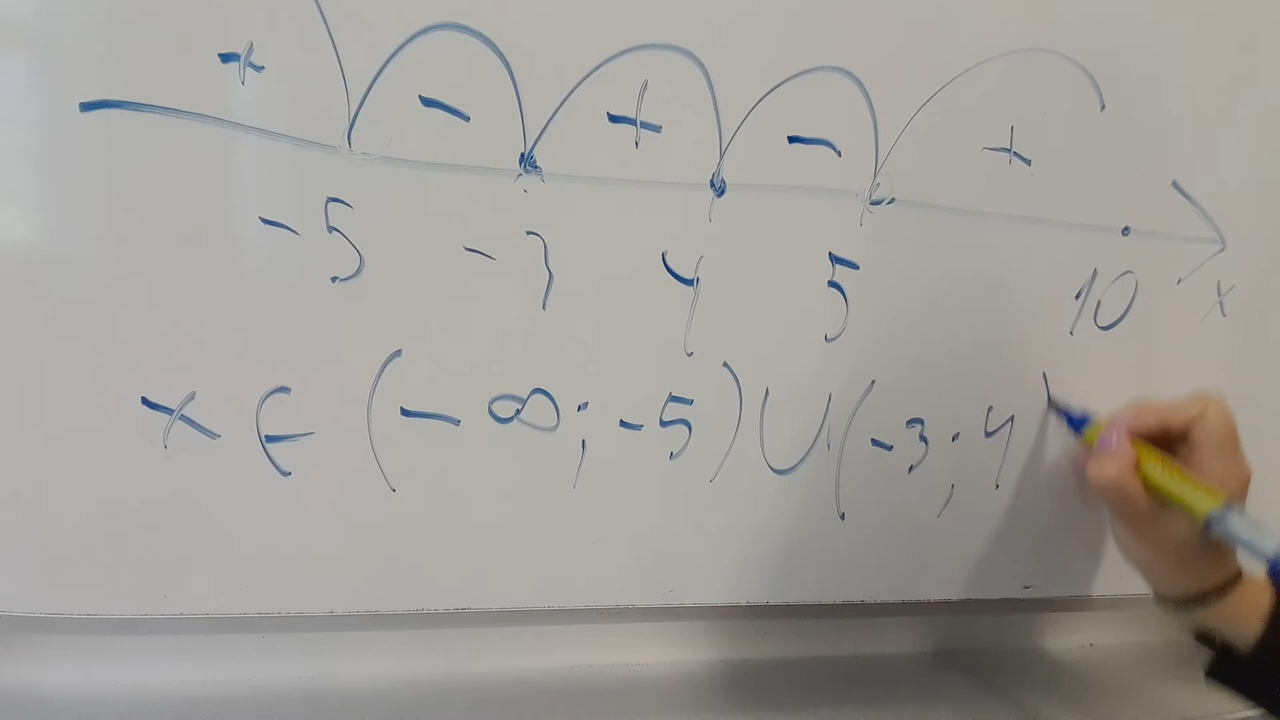 + - + - +
-5 -3 4 5 10 x
x ∈ (-∞; -5) ∪ (-3; 4